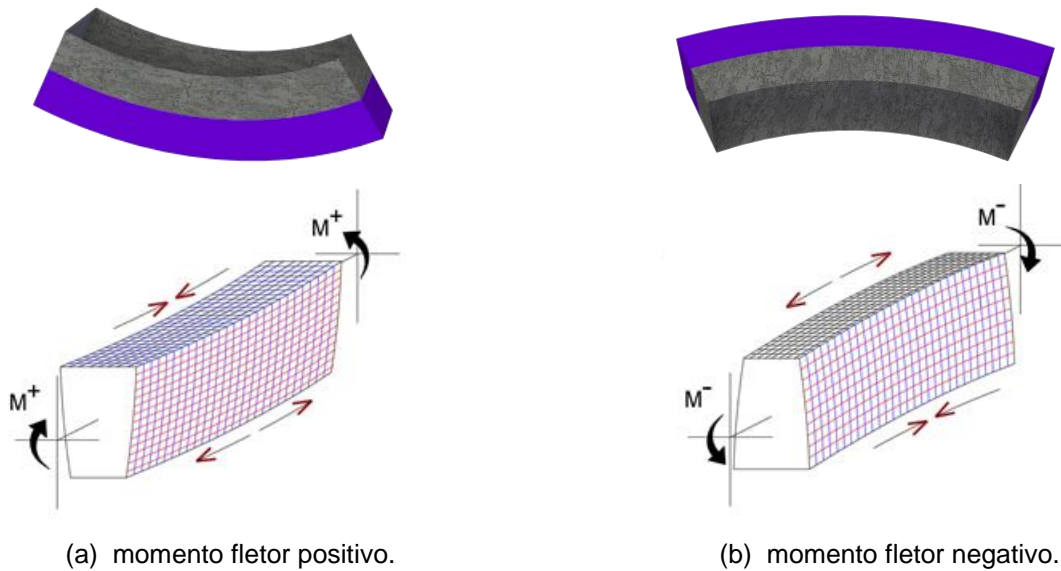 M+
M+
M-
M-
(a) momento fletor positivo.
(b) momento fletor negativo.